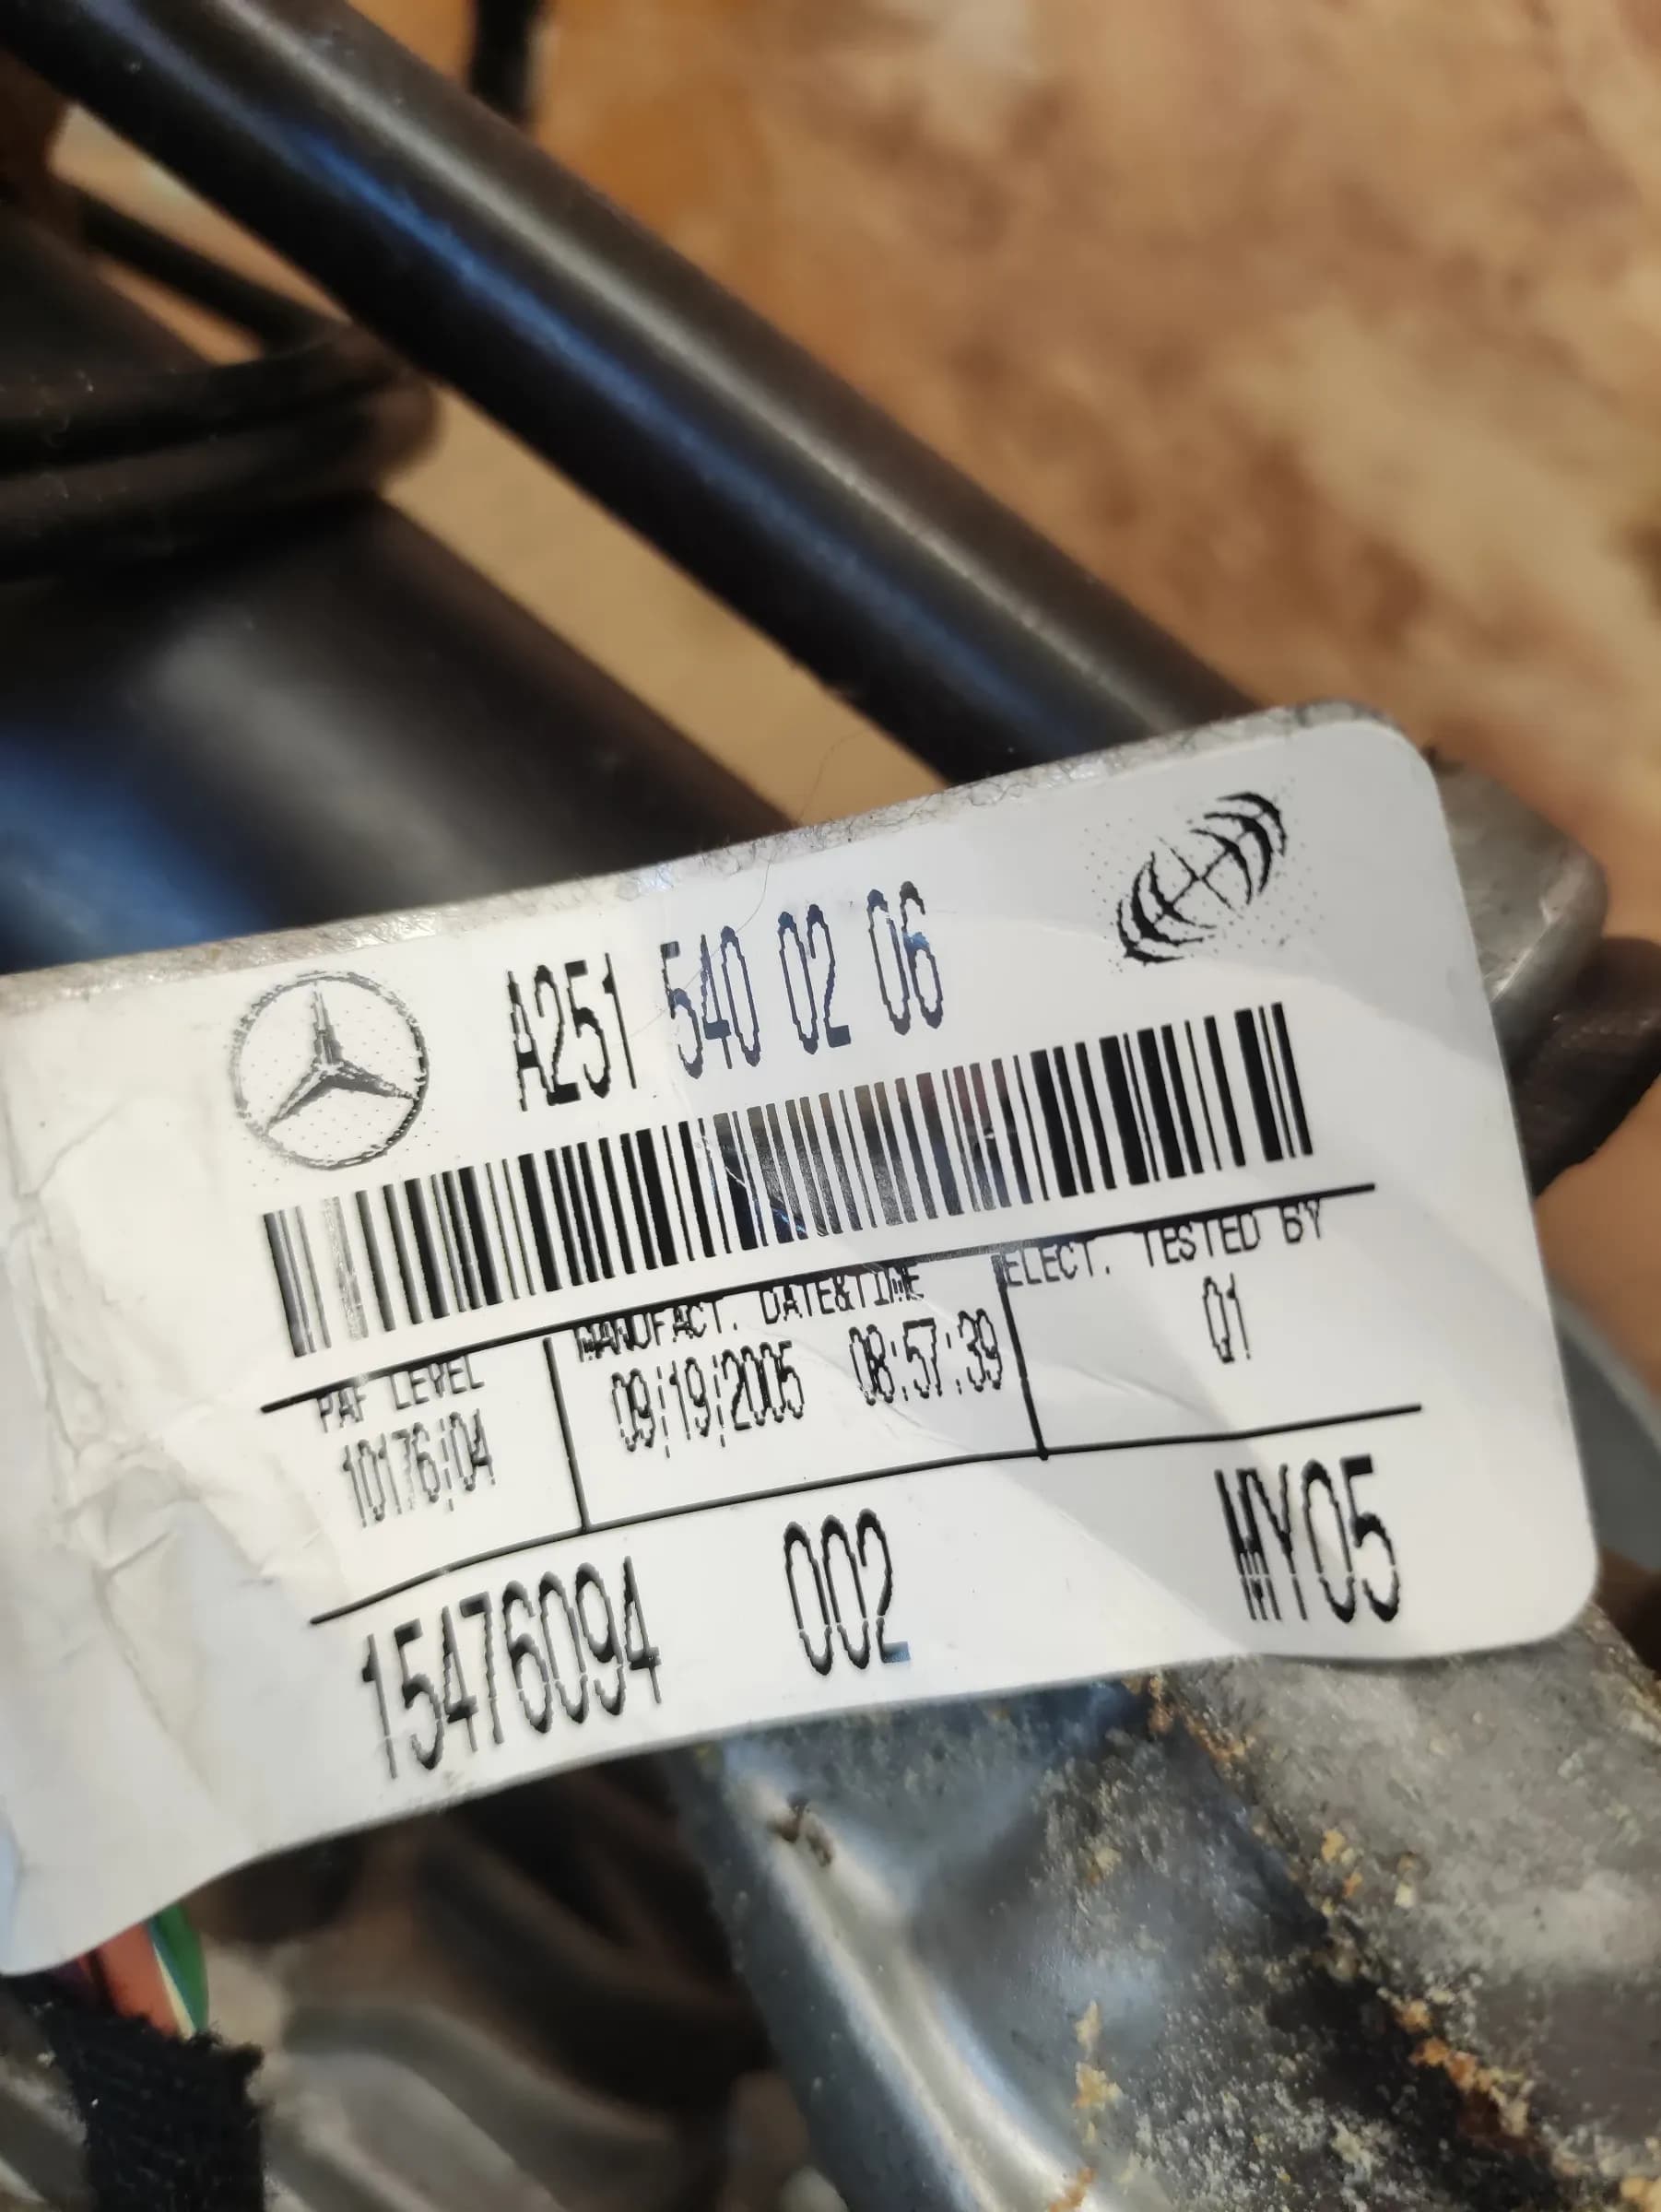 A251 540 02 06
PAF LEVEL
10176/04
MANUFACT. DATE&TIME
09/19/2005 08:57:39
ELECT. TESTED BY
Q1
15476094 002 MY05